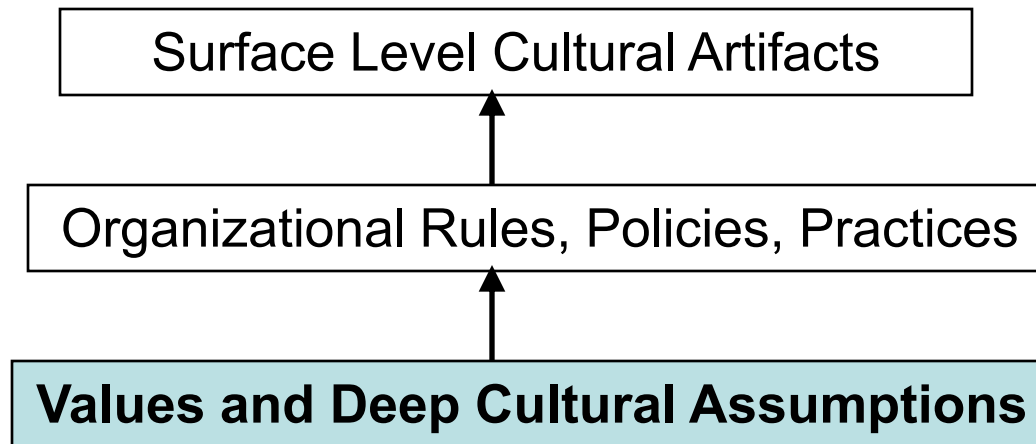 Surface Level Cultural Artifacts
Organizational Rules, Policies, Practices
Values and Deep Cultural Assumptions